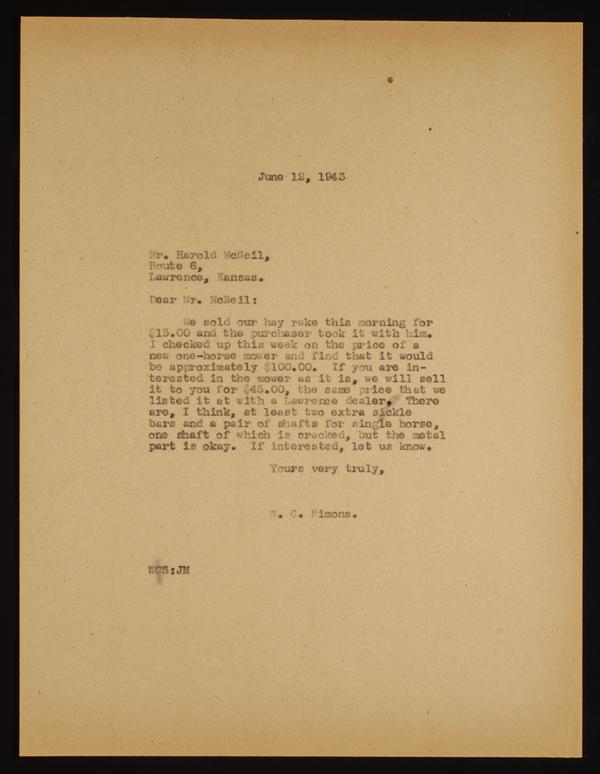 June 12, 1943
Mr. Harold McNeil,
Route 6,
Lawrence, Kansas.
Dear Mr. McNeil:
We sold our hay rake this morning for
$15.00 and the purchaser took it with him.
I checked up this week on the price of a
new one-horse mower and find that it would
be approximately $100.00. If you are in-
terested in the mower as it is, we will sell
it to you for $45.00, the same price that we
listed it at with a Lawrence dealer. There
are, I think, at least two extra sickle
bars and a pair of shafts for single horse,
one shaft of which is cracked, but the metal
part is okay. If interested, let us know.
Yours very truly,
W. C. Simons.
WCS:JM